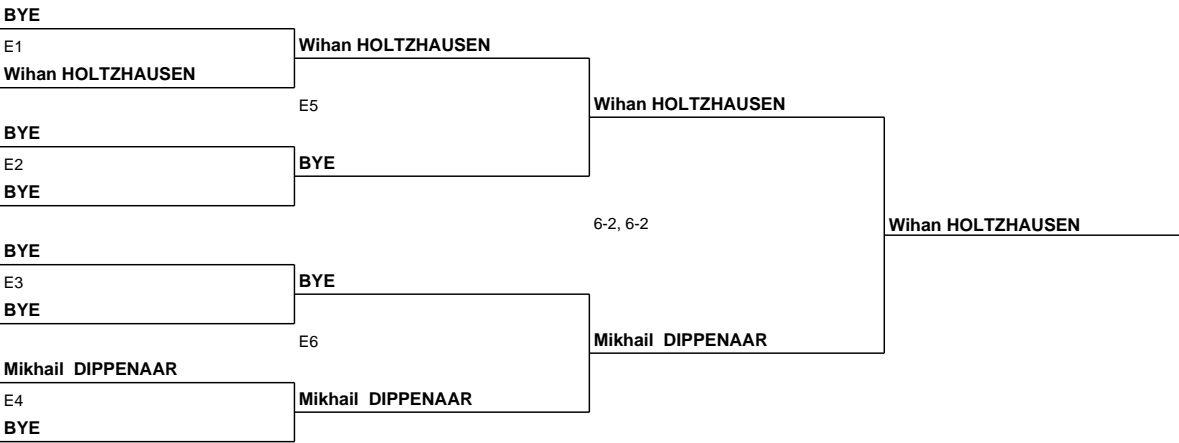 BYE
E1
Wihan HOLTZHAUSEN
Wihan HOLTZHAUSEN
E5
Wihan HOLTZHAUSEN
BYE
E2
BYE
BYE
6-2, 6-2
Wihan HOLTZHAUSEN
BYE
E3
BYE
BYE
E6
Mikhail DIPPENAAR
Mikhail DIPPENAAR
E4
Mikhail DIPPENAAR
BYE